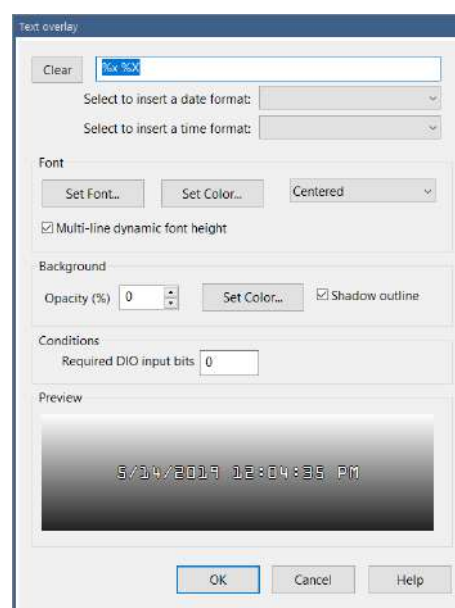 Text overlay
Clear %x %X
Select to insert a date format:
Select to insert a time format:
Font
Set Font... Set Color... Centered
Multi-line dynamic font height
Background
Opacity (%) 0 Set Color... Shadow outline
Conditions
Required DIO input bits 0
Preview
5/14/2019 12:04:35 PM
OK Cancel Help